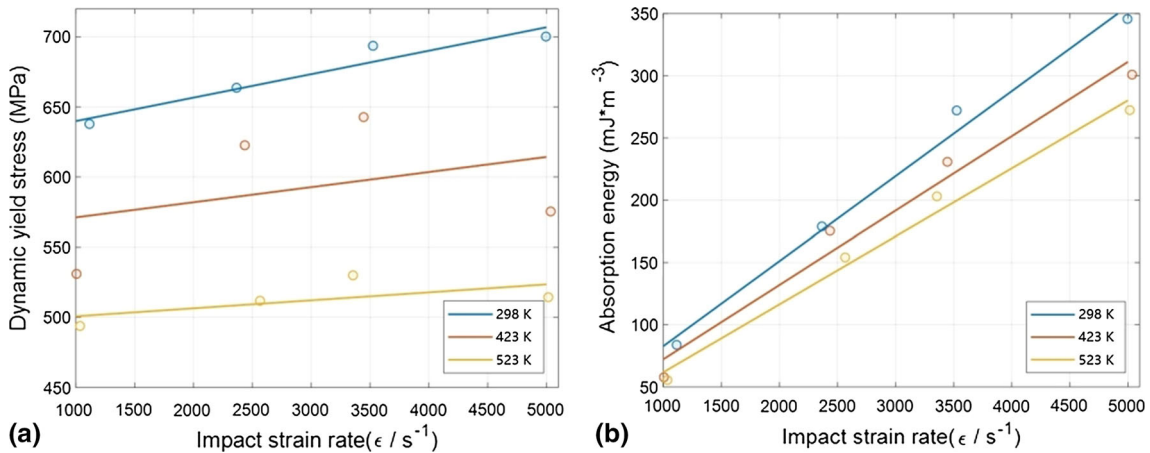 700
650
600
550
500
450
Dynamic yield stress (MPa)
298 K
423 K
523 K
1000 1500 2000 2500 3000 3500 4000 4500 5000
(a) Impact strain rate(ϵ / s⁻¹)
350
300
250
200
150
100
50
Absorption energy (mJ*m ⁻³)
298 K
423 K
523 K
1000 1500 2000 2500 3000 3500 4000 4500 5000
(b) Impact strain rate(ϵ / s⁻¹)